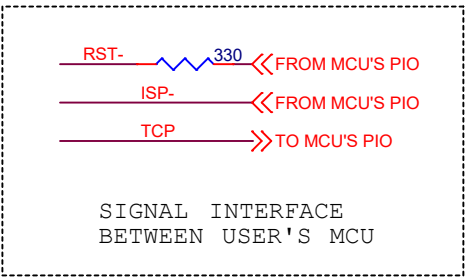 RST- 330 FROM MCU'S PIO
ISP- FROM MCU'S PIO
TCP TO MCU'S PIO
SIGNAL INTERFACE
BETWEEN USER'S MCU